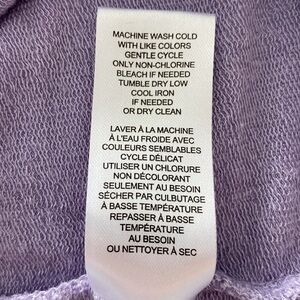 MACHINE WASH COLD
WITH LIKE COLORS
GENTLE CYCLE
ONLY NON-CHLORINE
BLEACH IF NEEDED
TUMBLE DRY LOW
COOL IRON
IF NEEDED
OR DRY CLEAN
LAVER À LA MACHINE
À L'EAU FROIDE AVEC
COULEURS SEMBLABLES
CYCLE DÉLICAT
UTILISER UN CHLORURE
NON DÉCOLORANT
SEULEMENT AU BESOIN
SÉCHER PAR CULBUTAGE
À BASSE TEMPÉRATURE
REPASSER À BASSE
TEMPÉRATURE
AU BESOIN
OU NETTOYER À SEC